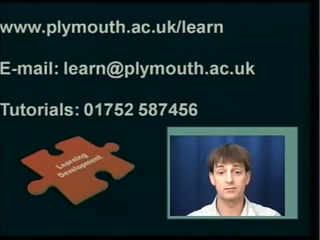 www.plymouth.ac.uk/learn
E-mail: learn@plymouth.ac.uk
Tutorials: 01752 587456
Learning
Development